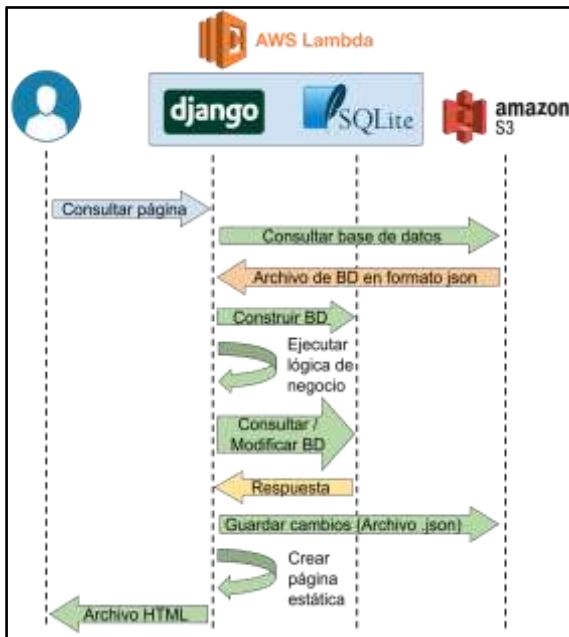 AWS Lambda
django
SQLite
amazon
S3
Consultar página
Consultar base de datos
Archivo de BD en formato json
Construir BD
Ejecutar
lógica de
negocio
Consultar /
Modificar BD
Respuesta
Guardar cambios (Archivo .json)
Crear
página
estática
Archivo HTML